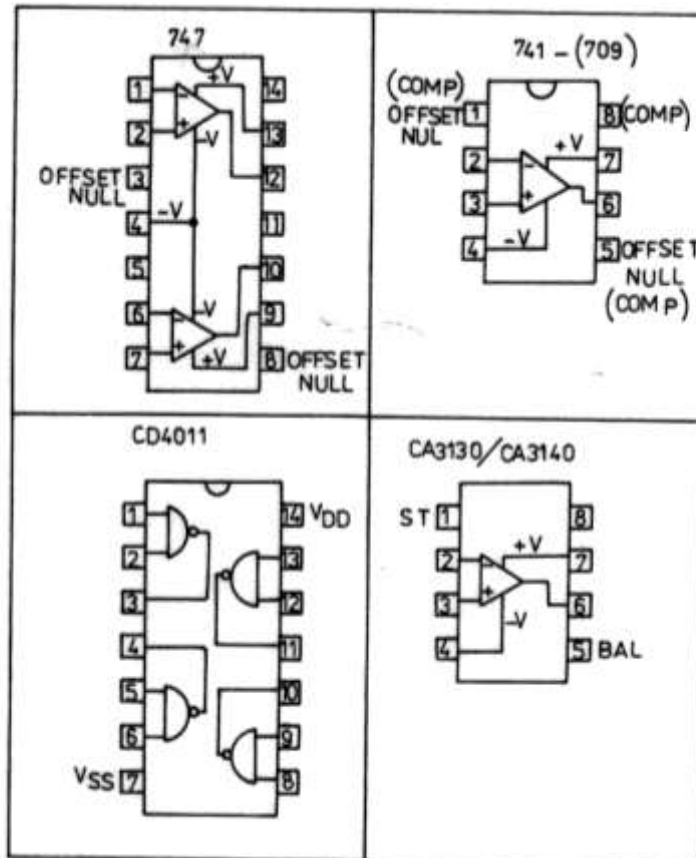 747
1
2
OFFSET 3
NULL
4 -V
5
6
7
- +V
+ -V
- -V
+ +V
14
13
12
11
10
9
8 OFFSET
NULL
741-(709)
(COMP)
1
OFFSET
NUL
2
3
4
- +V
+
-V
8 (COMP)
7
6
5 OFFSET
NULL
(COMP)
CD4011
1
2
3
4
5
6
VSS 7
14 VDD
13
12
11
10
9
8
CA3130/CA3140
ST 1
2
3
4
- +V
+
-V
8
7
6
5 BAL